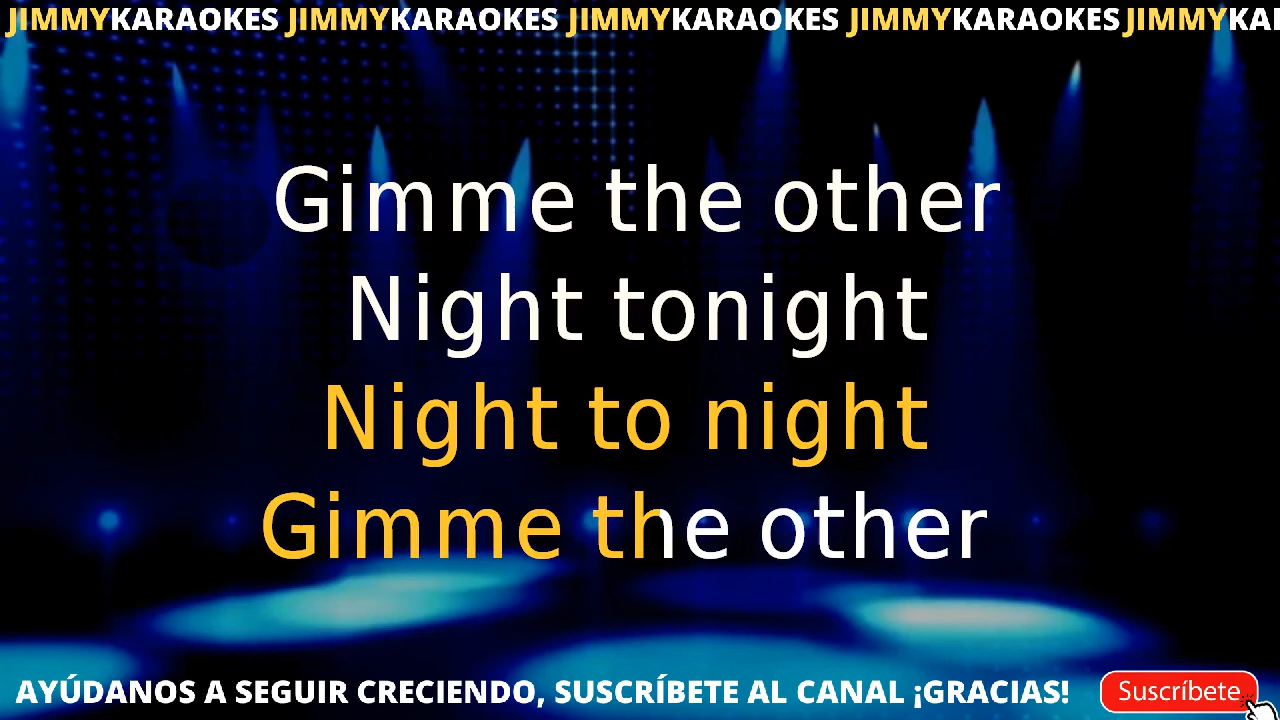 JIMMYKARAOKES JIMMYKARAOKES JIMMYKARAOKES JIMMYKARAOKES JIMMYKA
Gimme the other
Night tonight
Night to night
Gimme the other
AYÚDANOS A SEGUIR CRECIENDO, SUSCRÍBETE AL CANAL ¡GRACIAS! Suscríbete